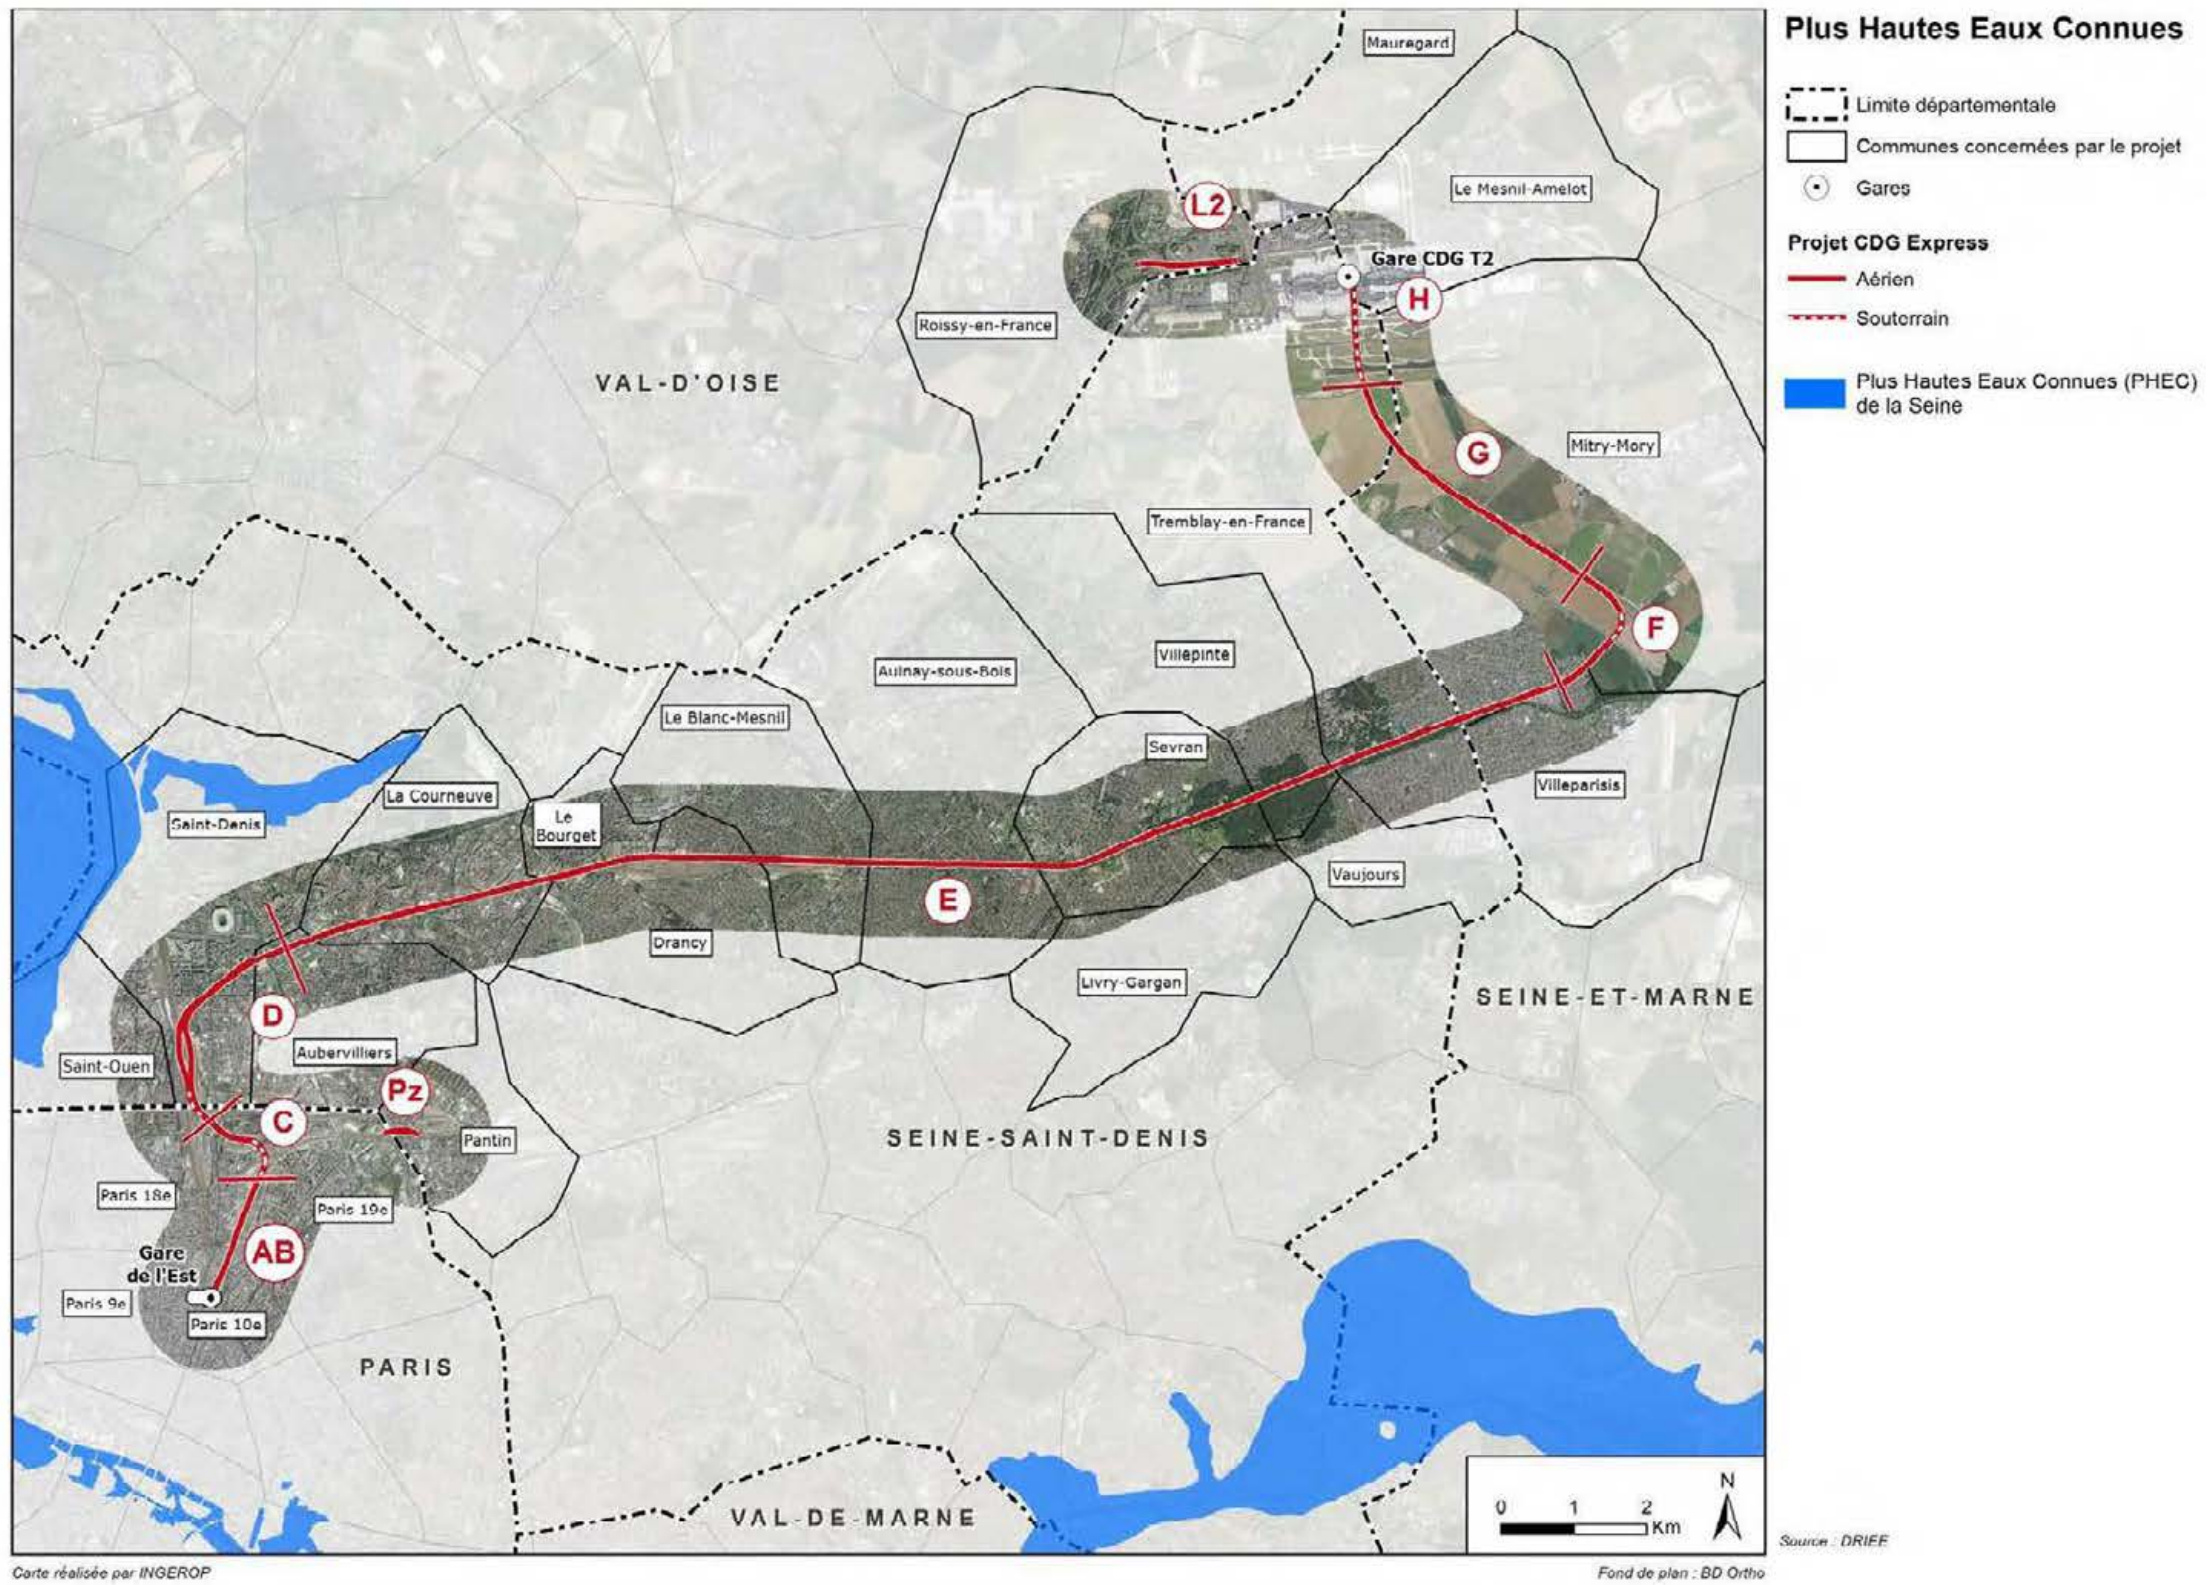 Plus Hautes Eaux Connues
Limite départementale
Communes concernées par le projet
Gares
Projet CDG Express
Aérien
Souterrain
Plus Hautes Eaux Connues (PHEC)
de la Seine
Mauregard
Le Mesnil-Amelot
L2
Gare CDG T2
H
Roissy-en-France
VAL-D'OISE
G
Mitry-Mory
Tremblay-en-France
F
Villepinte
Aulnay-sous-Bois
Le Blanc-Mesnil
Sevran
Villeparisis
La Courneuve
Le
Bourget
Saint-Denis
Vaujours
E
Drancy
Livry-Gargan
SEINE-ET-MARNE
D
Aubervilliers
Saint-Ouen
Pz
C
Pantin
SEINE-SAINT-DENIS
Paris 18e
Paris 19e
AB
Gare
de l'Est
Paris 9e
Paris 10e
PARIS
VAL-DE-MARNE
N
0 1 2
Km
Source : DRIEE
Carte réalisée par INGEROP
Fond de plan : BD Ortho